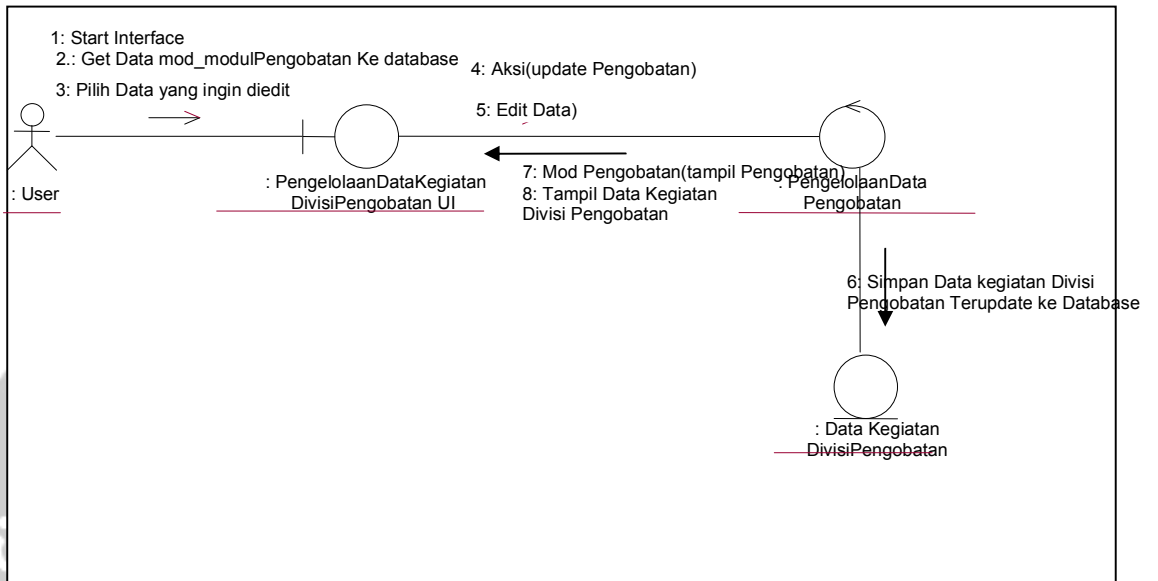 1: Start Interface
2.: Get Data mod_modulPengobatan Ke database
3: Pilih Data yang ingin diedit
4: Aksi(update Pengobatan)
5: Edit Data)
7: Mod Pengobatan(tampil Pengobatan)
8: Tampil Data Kegiatan
Divisi Pengobatan
: User
: PengelolaanDataKegiatan
DivisiPengobatan UI
: PengelolaanData
Pengobatan
6: Simpan Data kegiatan Divisi
Pengobatan Terupdate ke Database
: Data Kegiatan
DivisiPengobatan